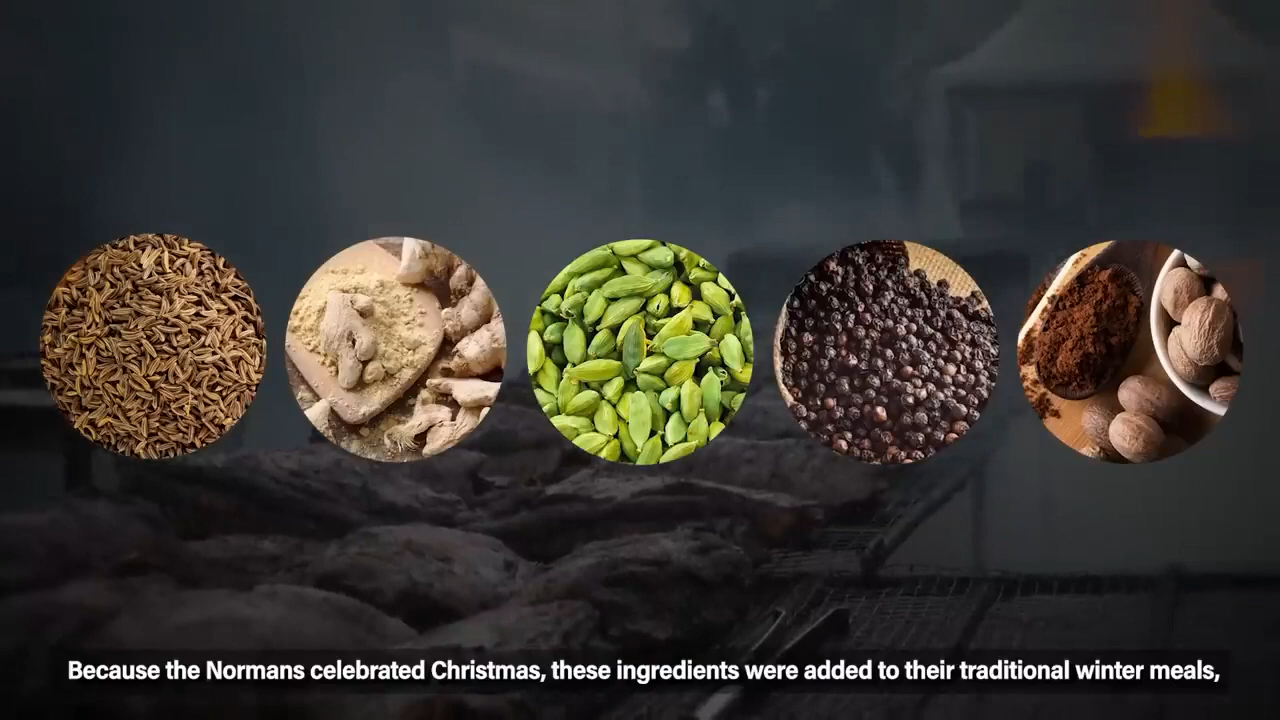 Because the Normans celebrated Christmas, these ingredients were added to their traditional winter meals,